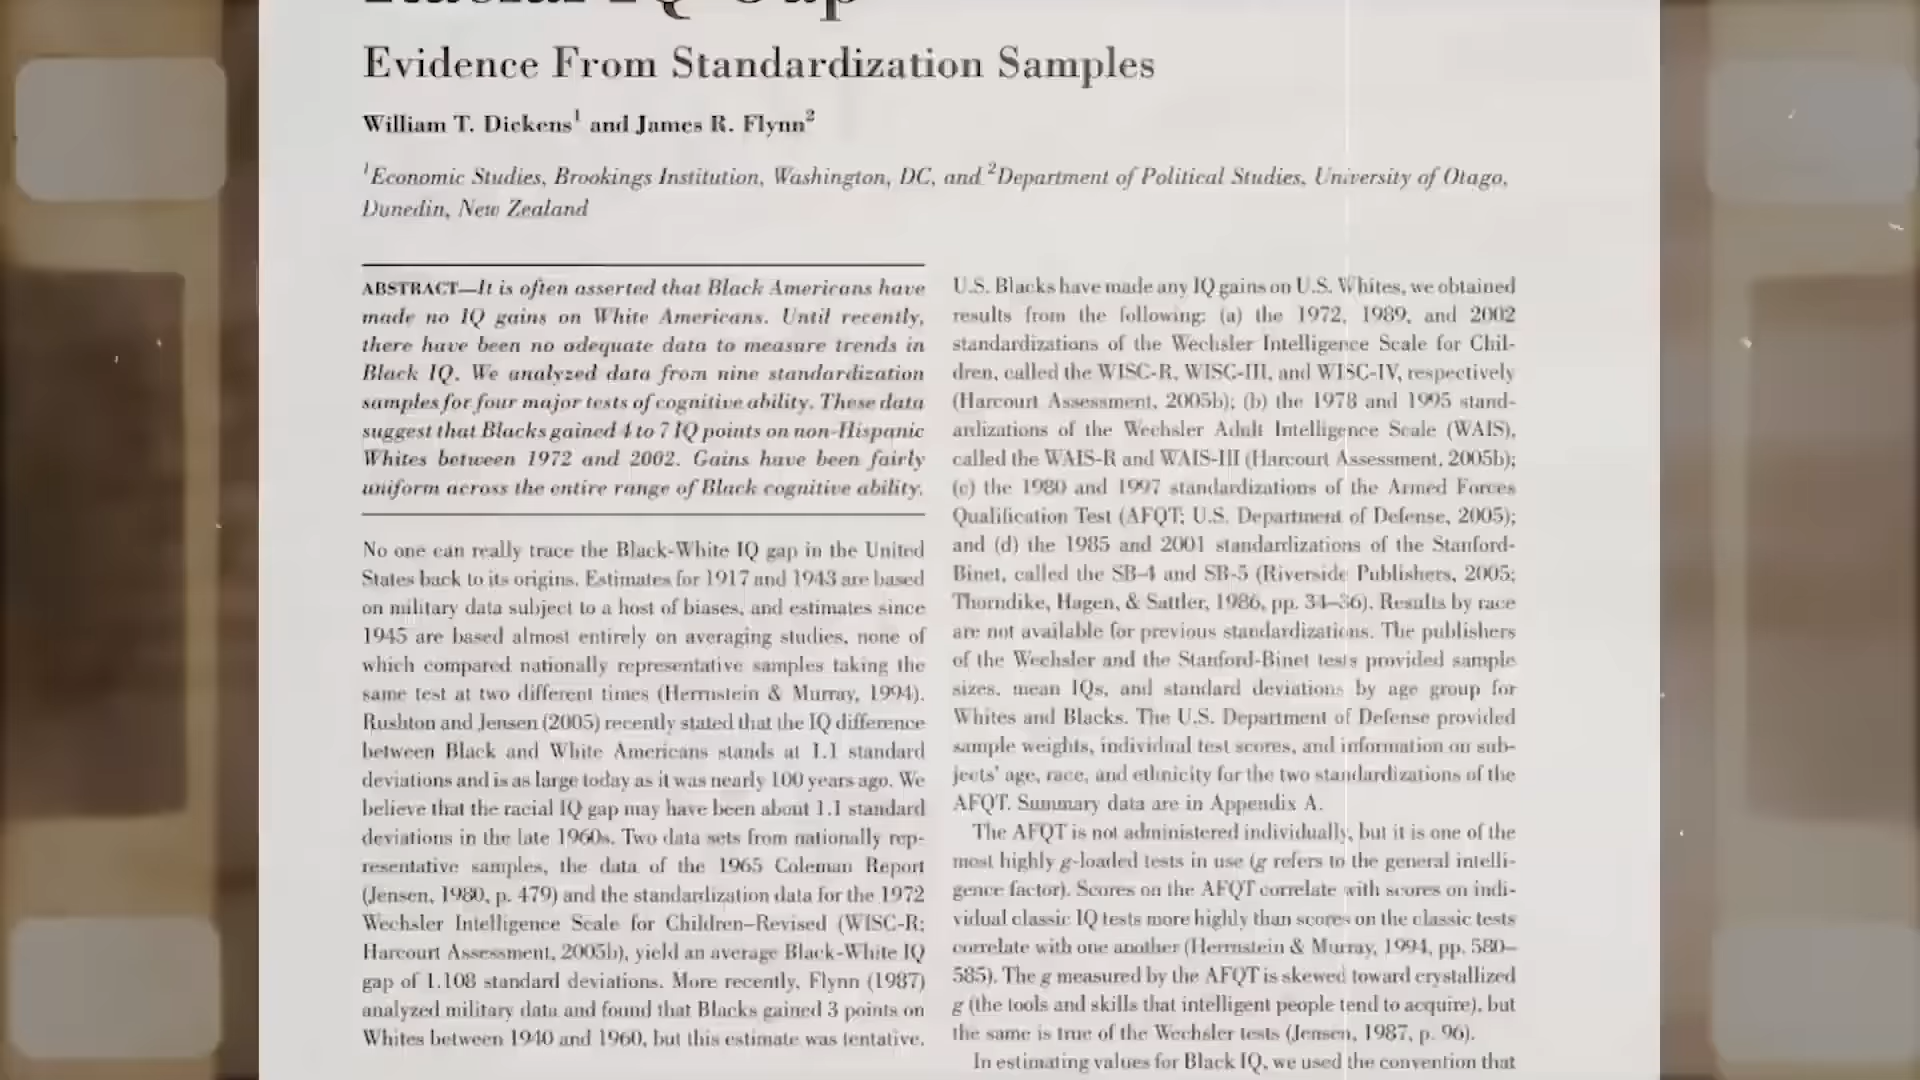 Racial IQ Gap
Evidence From Standardization Samples
William T. Dickens1 and James R. Flynn2
1Economic Studies, Brookings Institution, Washington, DC, and 2Department of Political Studies, University of Otago,
Dunedin, New Zealand
ABSTRACT—It is often asserted that Black Americans have
made no IQ gains on White Americans. Until recently,
there have been no adequate data to measure trends in
Black IQ. We analyzed data from nine standardization
samples for four major tests of cognitive ability. These data
suggest that Blacks gained 4 to 7 IQ points on non-Hispanic
Whites between 1972 and 2002. Gains have been fairly
uniform across the entire range of Black cognitive ability.
No one can really trace the Black-White IQ gap in the United
States back to its origins. Estimates for 1917 and 1943 are based
on military data subject to a host of biases, and estimates since
1945 are based almost entirely on averaging studies, none of
which compared nationally representative samples taking the
same test at two different times (Herrnstein & Murray, 1994).
Rushton and Jensen (2005) recently stated that the IQ difference
between Black and White Americans stands at 1.1 standard
deviations and is as large today as it was nearly 100 years ago. We
believe that the racial IQ gap may have been about 1.1 standard
deviations in the late 1960s. Two data sets from nationally rep-
resentative samples, the data of the 1965 Coleman Report
(Jensen, 1980, p. 479) and the standardization data for the 1972
Wechsler Intelligence Scale for Children–Revised (WISC-R;
Harcourt Assessment, 2005b), yield an average Black-White IQ
gap of 1.108 standard deviations. More recently, Flynn (1987)
analyzed military data and found that Blacks gained 3 points on
Whites between 1940 and 1960, but this estimate was tentative.
U.S. Blacks have made any IQ gains on U.S. Whites, we obtained
results from the following: (a) the 1972, 1989, and 2002
standardizations of the Wechsler Intelligence Scale for Chil-
dren, called the WISC-R, WISC-III, and WISC-IV, respectively
(Harcourt Assessment, 2005b); (b) the 1978 and 1995 stand-
ardizations of the Wechsler Adult Intelligence Scale (WAIS),
called the WAIS-R and WAIS-III (Harcourt Assessment, 2005b);
(c) the 1980 and 1997 standardizations of the Armed Forces
Qualification Test (AFQT; U.S. Department of Defense, 2005);
and (d) the 1985 and 2001 standardizations of the Stanford-
Binet, called the SB-4 and SB-5 (Riverside Publishers, 2005;
Thorndike, Hagen, & Sattler, 1986, pp. 34–36). Results by race
are not available for previous standardizations. The publishers
of the Wechsler and the Stanford-Binet tests provided sample
sizes, mean IQs, and standard deviations by age group for
Whites and Blacks. The U.S. Department of Defense provided
sample weights, individual test scores, and information on sub-
jects' age, race, and ethnicity for the two standardizations of the
AFQT. Summary data are in Appendix A.
The AFQT is not administered individually, but it is one of the
most highly g-loaded tests in use (g refers to the general intelli-
gence factor). Scores on the AFQT correlate with scores on indi-
vidual classic IQ tests more highly than scores on the classic tests
correlate with one another (Herrnstein & Murray, 1994, pp. 580–
585). The g measured by the AFQT is skewed toward crystallized
g (the tools and skills that intelligent people tend to acquire), but
the same is true of the Wechsler tests (Jensen, 1987, p. 96).
In estimating values for Black IQ, we used the convention that